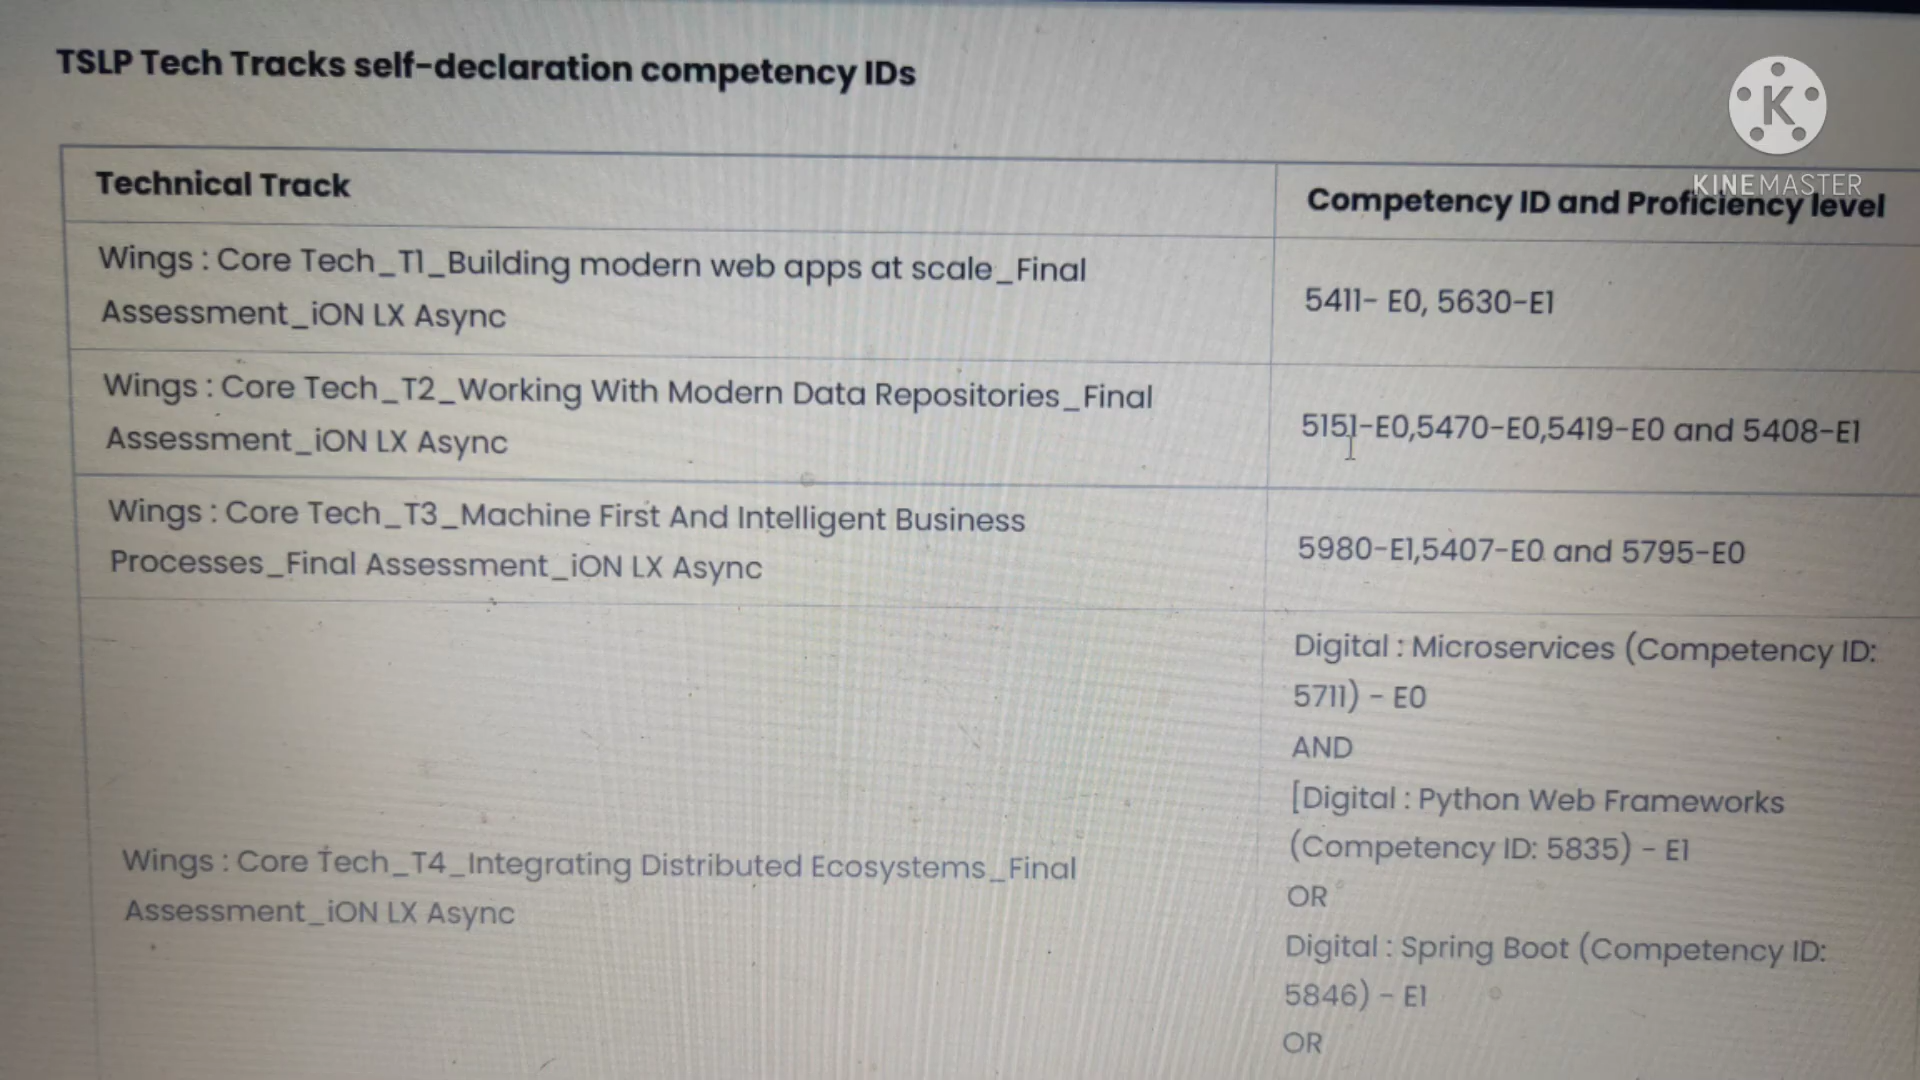 TSLP Tech Tracks self-declaration competency IDs
K
KINEMASTER
Technical Track
Competency ID and Proficiency level
Wings : Core Tech_T1_Building modern web apps at scale_Final
Assessment_iON LX Async
5411- E0, 5630-E1
Wings : Core Tech_T2_Working With Modern Data Repositories_Final
Assessment_iON LX Async
5151-E0,5470-E0,5419-E0 and 5408-E1
Wings : Core Tech_T3_Machine First And Intelligent Business
Processes_Final Assessment_iON LX Async
5980-E1,5407-E0 and 5795-E0
Wings : Core Tech_T4_Integrating Distributed Ecosystems_Final
Assessment_iON LX Async
Digital : Microservices (Competency ID:
5711) - E0
AND
[Digital : Python Web Frameworks
(Competency ID: 5835) - E1
OR
Digital : Spring Boot (Competency ID:
5846) - E1
OR